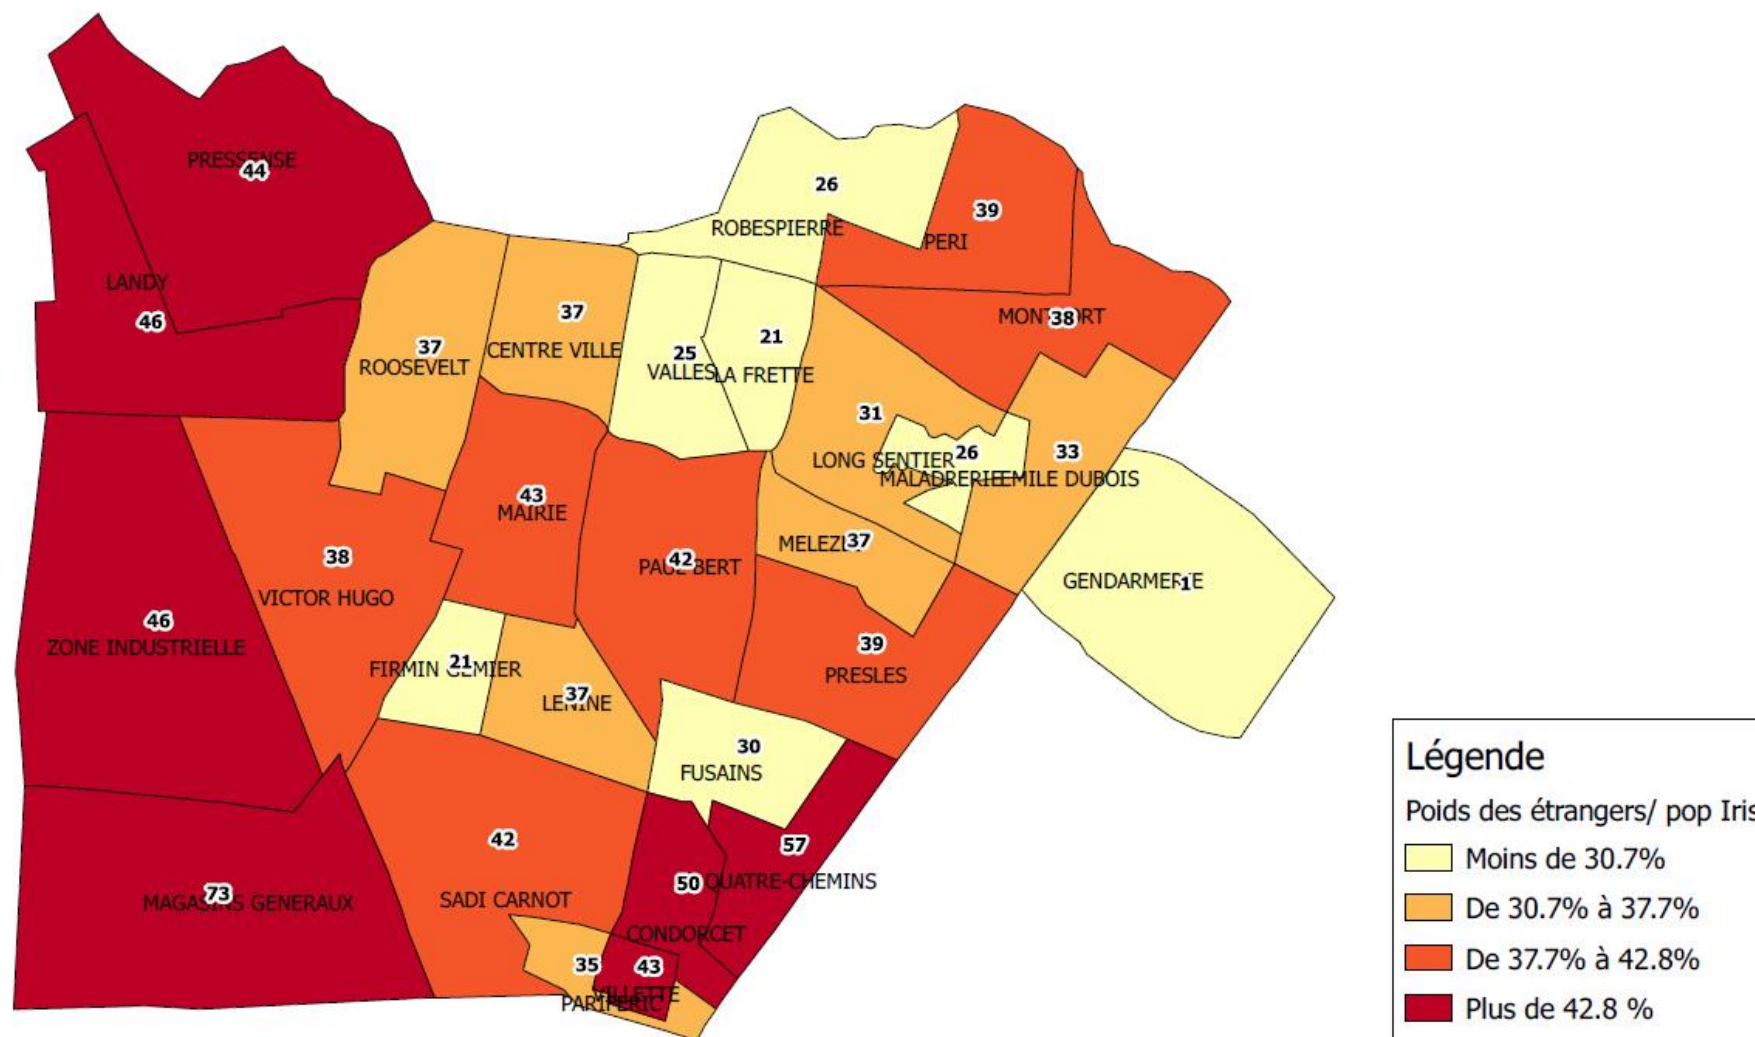 PRESSENSE
44
26
39
ROBESPIERRE
PERI
LANDY
46
37
37
38
MONTFORT
ROOSEVELT
CENTRE VILLE
25
21
VALLES
LA FRETTE
31
26
33
LONG SENTIER
MALADRERIE
EMILE DUBOIS
43
MAIRIE
37
38
42
PAUL BERT
GENDARMERIE
1
VICTOR HUGO
46
ZONE INDUSTRIELLE
39
PRESLES
21
FIRMIN GEMIER
37
LENINE
30
FUSAINS
42
57
50
QUATRE-CHEMINS
73
MAGASINS GENERAUX
SADI CARNOT
CONDORCET
35
43
VILLETTE
PARIFERIC
Légende
Poids des étrangers/ pop Iris
Moins de 30.7%
De 30.7% à 37.7%
De 37.7% à 42.8%
Plus de 42.8 %